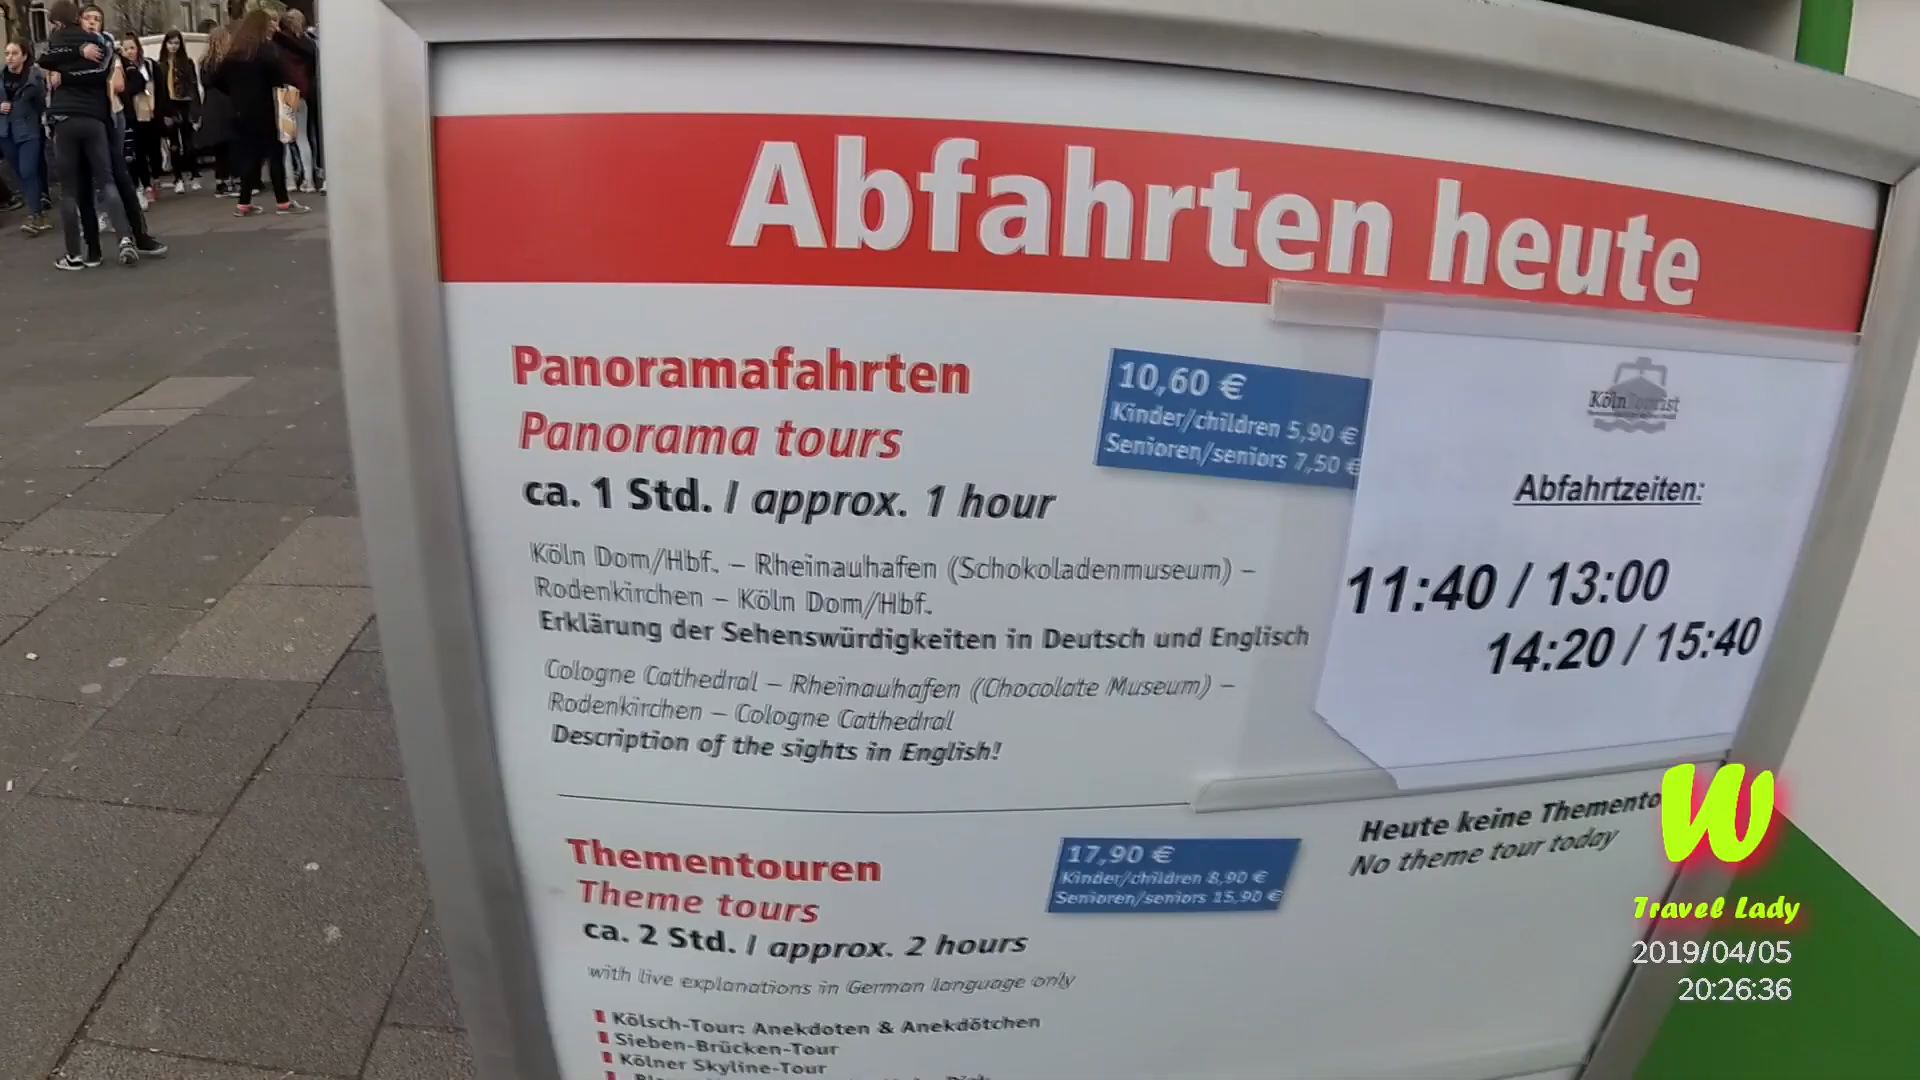 Abfahrten heute
Panoramafahrten
Panorama tours
ca. 1 Std. / approx. 1 hour
10,60 €
Kinder/children 5,90 €
Senioren/seniors 7,50 €
Köln Dom/Hbf. – Rheinauhafen (Schokoladenmuseum) –
Rodenkirchen – Köln Dom/Hbf.
Erklärung der Sehenswürdigkeiten in Deutsch und Englisch
Cologne Cathedral – Rheinauhafen (Chocolate Museum) –
Rodenkirchen – Cologne Cathedral
Description of the sights in English!
KölnTourist
Abfahrtzeiten:
11:40 / 13:00
14:20 / 15:40
Thementouren
Theme tours
ca. 2 Std. / approx. 2 hours
with live explanations in German language only
17,90 €
Kinder/children 8,90 €
Senioren/seniors 15,90 €
Heute keine Themento
No theme tour today
Kölsch-Tour: Anekdoten & Anekdötchen
Sieben-Brücken-Tour
Kölner Skyline-Tour
W
Travel Lady
2019/04/05
20:26:36